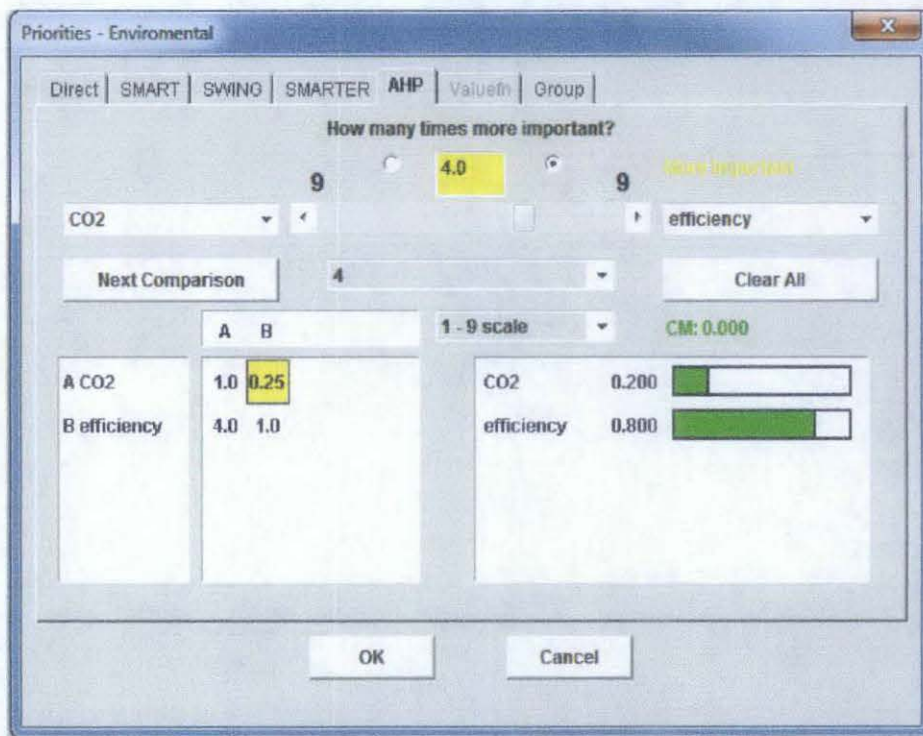 Priorities - Enviromental
Direct SMART SWING SMARTER AHP Valuefn Group
How many times more important?
9 4.0 9 More Important
CO2 efficiency
Next Comparison 4 Clear All
A B 1 - 9 scale CM: 0.000
A CO2 1.0 0.25 CO2 0.200
B efficiency 4.0 1.0 efficiency 0.800
OK Cancel